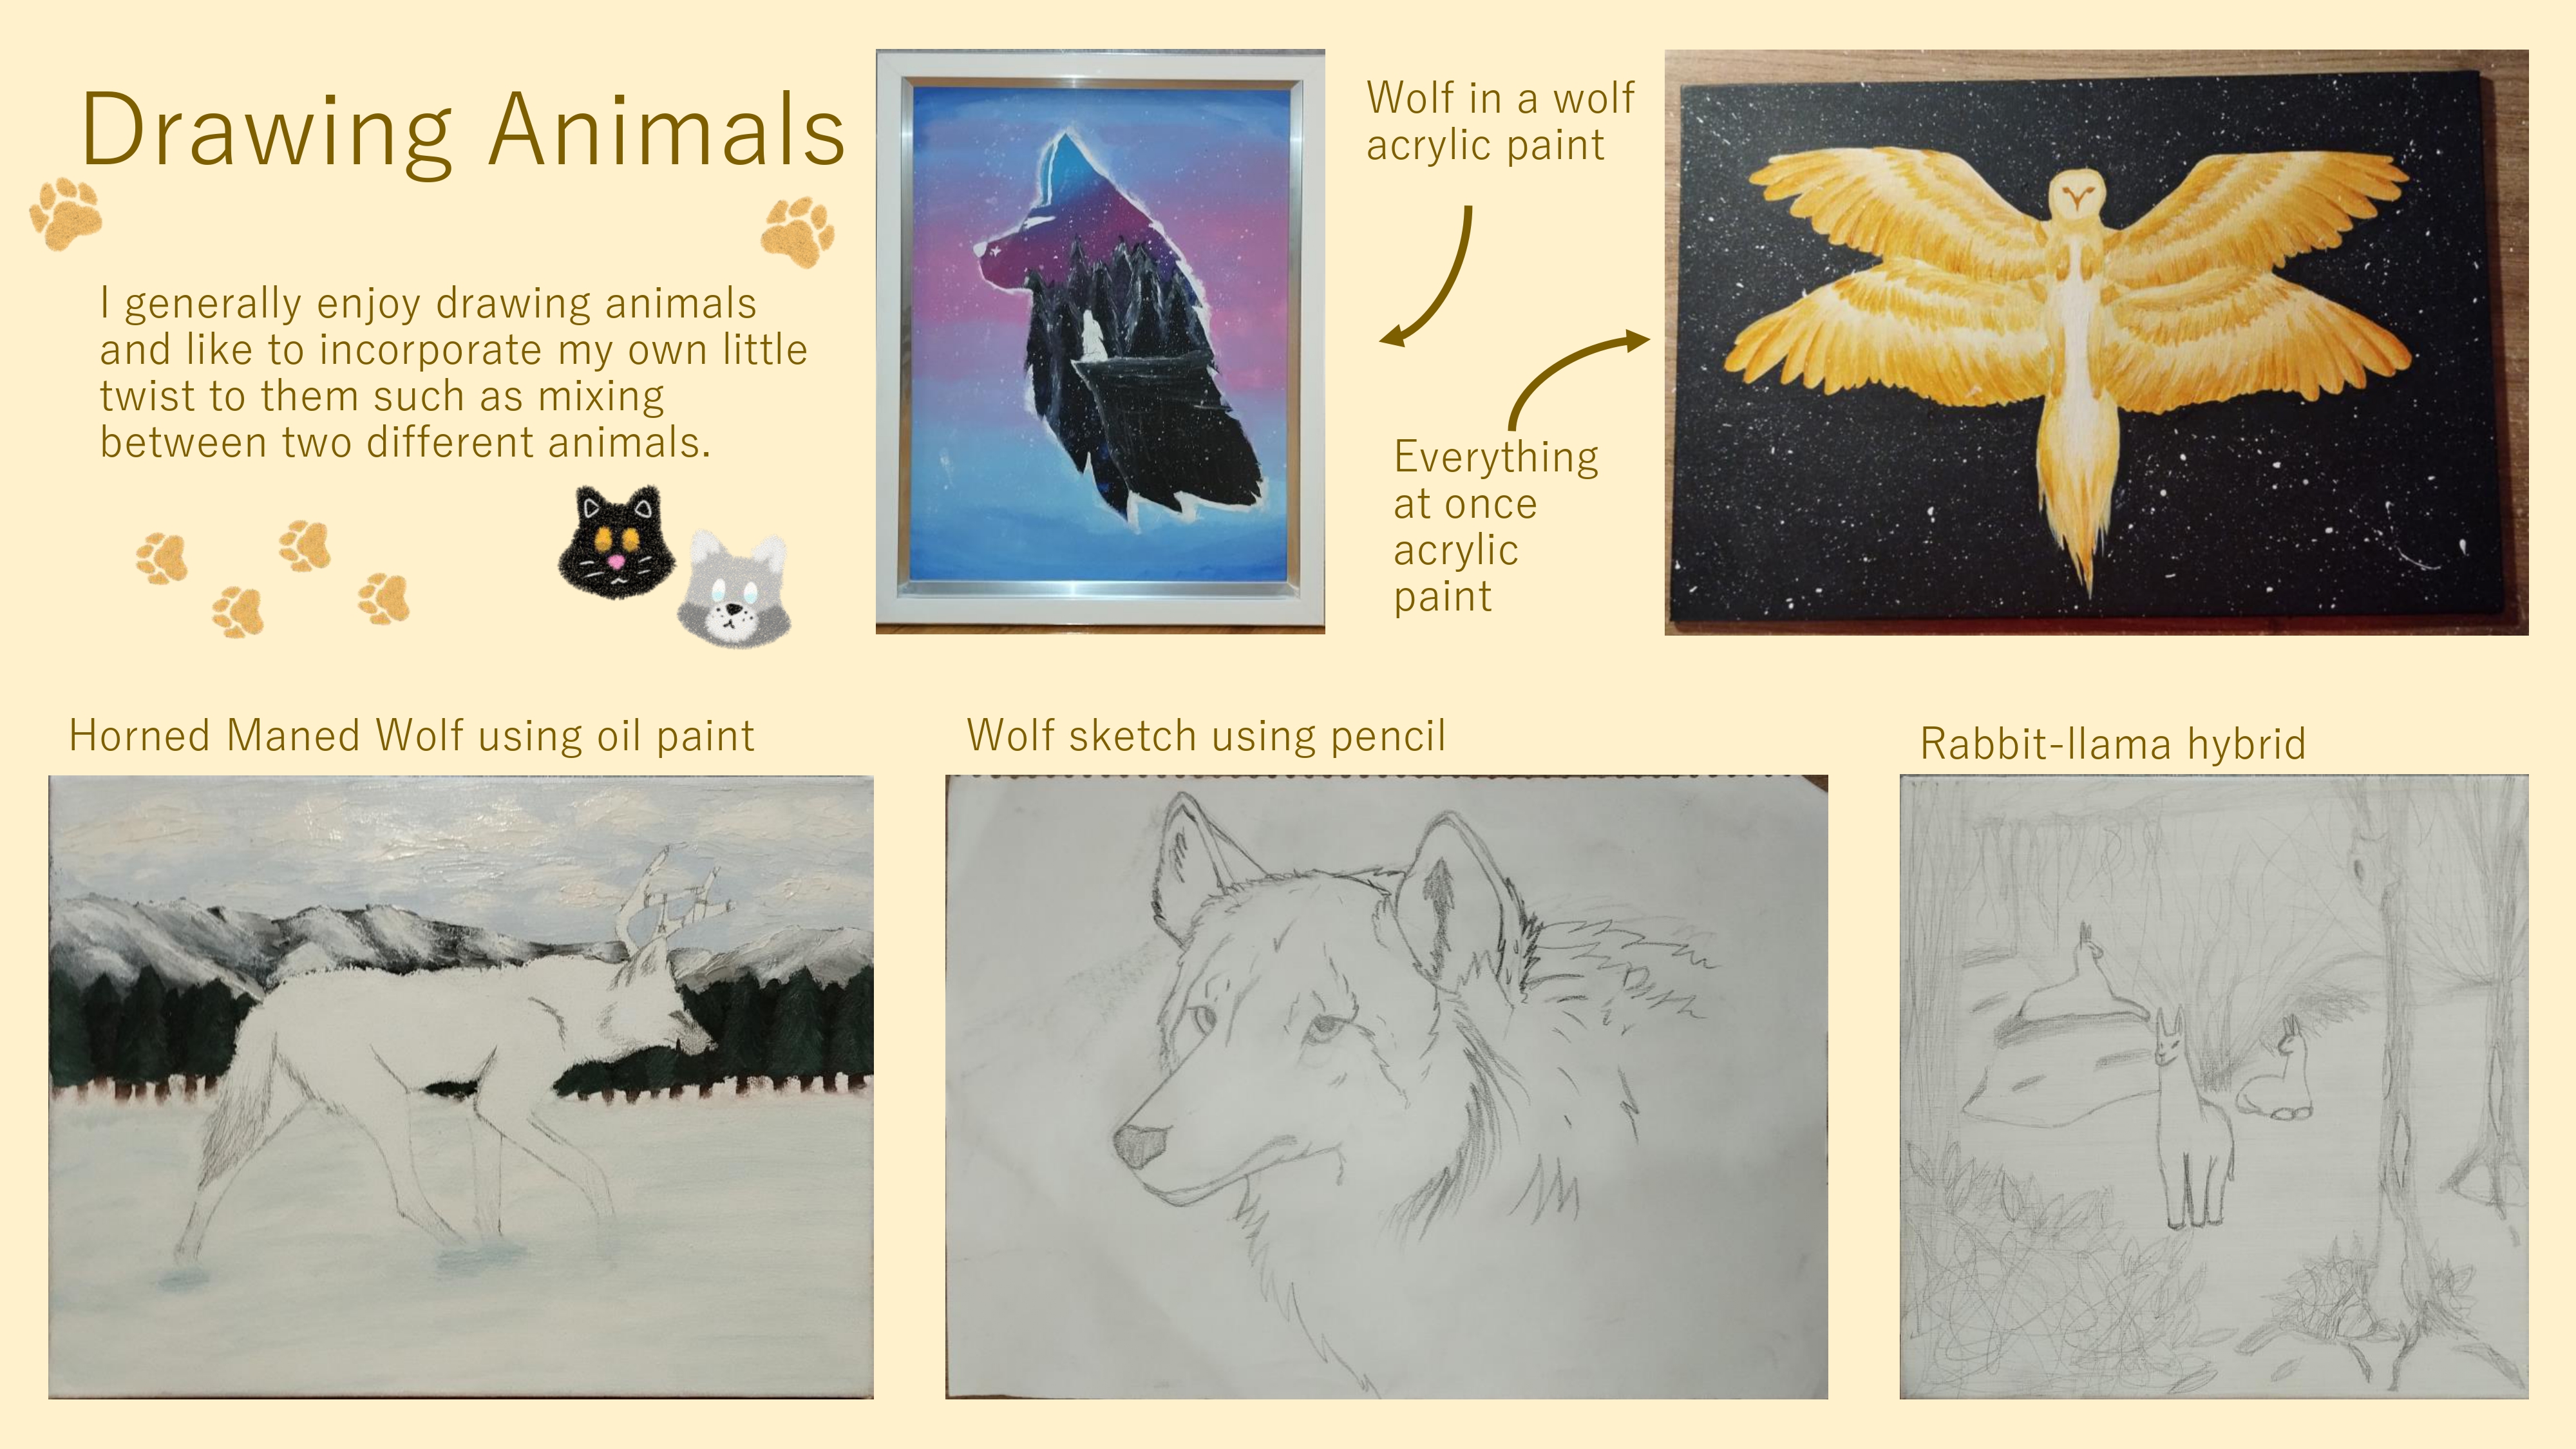 Drawing Animals
I generally enjoy drawing animals
and like to incorporate my own little
twist to them such as mixing
between two different animals.
Wolf in a wolf
acrylic paint
Everything
at once
acrylic
paint
Horned Maned Wolf using oil paint
Wolf sketch using pencil
Rabbit-llama hybrid